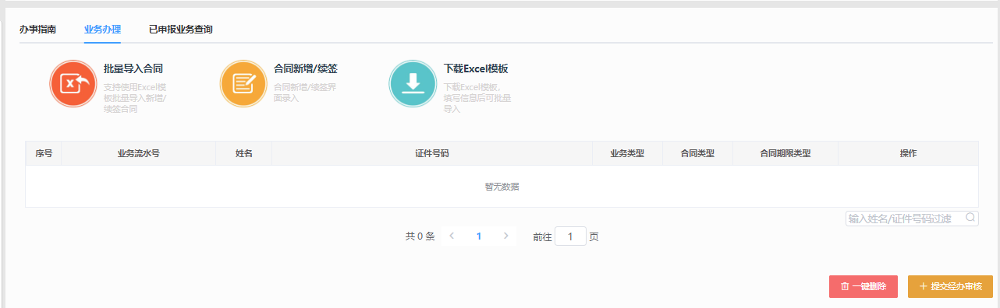 办事指南 业务办理 已申报业务查询
批量导入合同
支持使用Excel模
板批量导入新增/
续签合同
合同新增/续签
合同新增/续签界
面录入
下载Excel模板
下载Excel模板，
填写信息后可批量
导入
序号 业务流水号 姓名 证件号码 业务类型 合同类型 合同期限类型 操作
暂无数据
输入姓名/证件号码过滤
共 0 条 1 前往 1 页
一键删除 提交经办审核